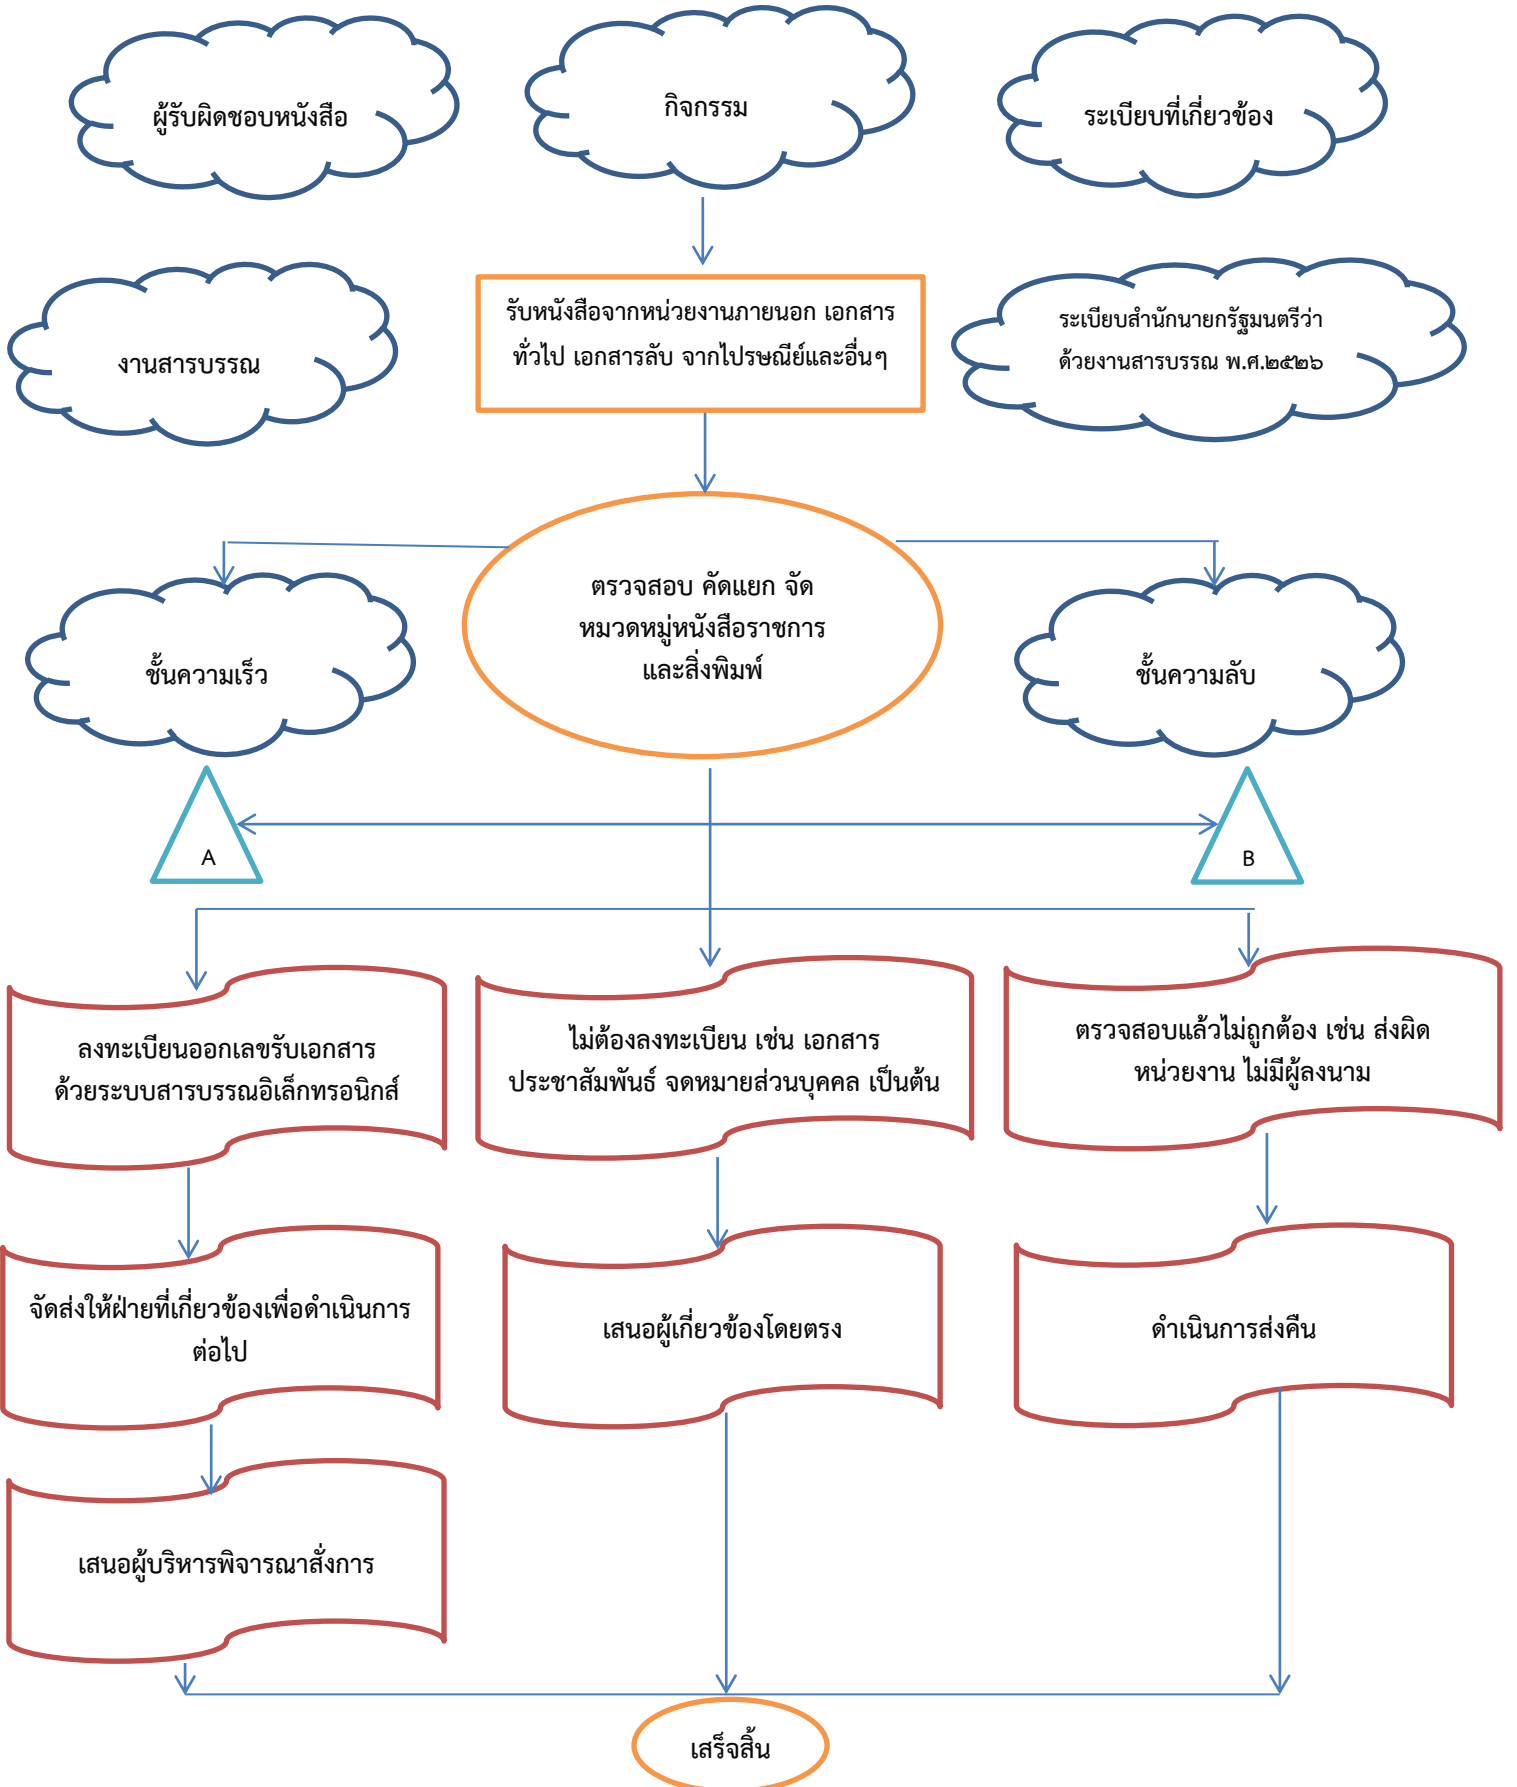 ผู้รับผิดชอบหนังสือ
กิจกรรม
ระเบียบที่เกี่ยวข้อง
งานสารบรรณ
รับหนังสือจากหน่วยงานภายนอก เอกสาร
ทั่วไป เอกสารลับ จากไปรษณีย์และอื่นๆ
ระเบียบสำนักนายกรัฐมนตรีว่า
ด้วยงานสารบรรณ พ.ศ.๒๕๒๖
ตรวจสอบ คัดแยก จัด
หมวดหมู่หนังสือราชการ
และสิ่งพิมพ์
ชั้นความเร็ว
ชั้นความลับ
A
B
ลงทะเบียนออกเลขรับเอกสาร
ด้วยระบบสารบรรณอิเล็กทรอนิกส์
ไม่ต้องลงทะเบียน เช่น เอกสาร
ประชาสัมพันธ์ จดหมายส่วนบุคคล เป็นต้น
ตรวจสอบแล้วไม่ถูกต้อง เช่น ส่งผิด
หน่วยงาน ไม่มีผู้ลงนาม
จัดส่งให้ฝ่ายที่เกี่ยวข้องเพื่อดำเนินการ
ต่อไป
เสนอผู้เกี่ยวข้องโดยตรง
ดำเนินการส่งคืน
เสนอผู้บริหารพิจารณาสั่งการ
เสร็จสิ้น